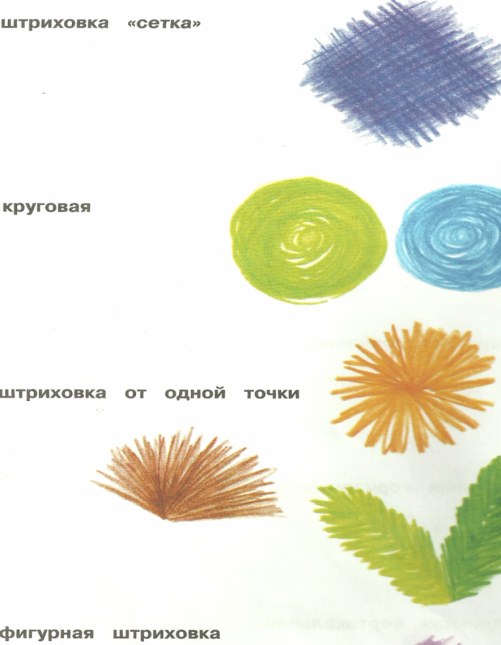 штриховка «сетка»
круговая
штриховка от одной точки
фигурная штриховка